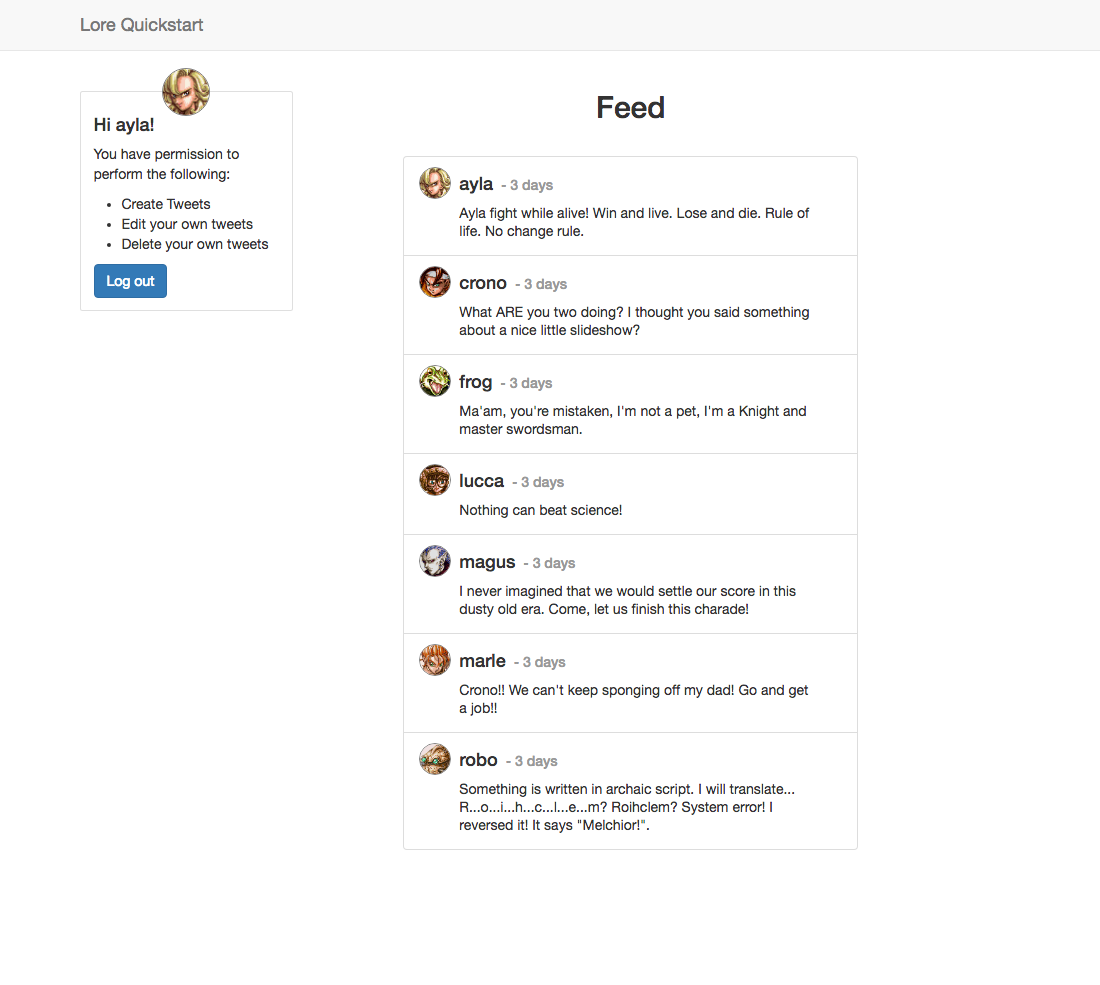 Lore Quickstart
Hi ayla!
You have permission to
perform the following:
• Create Tweets
• Edit your own tweets
• Delete your own tweets
Log out
Feed
ayla - 3 days
Ayla fight while alive! Win and live. Lose and die. Rule of
life. No change rule.
crono - 3 days
What ARE you two doing? I thought you said something
about a nice little slideshow?
frog - 3 days
Ma'am, you're mistaken, I'm not a pet, I'm a Knight and
master swordsman.
lucca - 3 days
Nothing can beat science!
magus - 3 days
I never imagined that we would settle our score in this
dusty old era. Come, let us finish this charade!
marle - 3 days
Crono!! We can't keep sponging off my dad! Go and get
a job!!
robo - 3 days
Something is written in archaic script. I will translate...
R...o...i...h...c...l...e...m? Roihclem? System error! I
reversed it! It says "Melchior!".